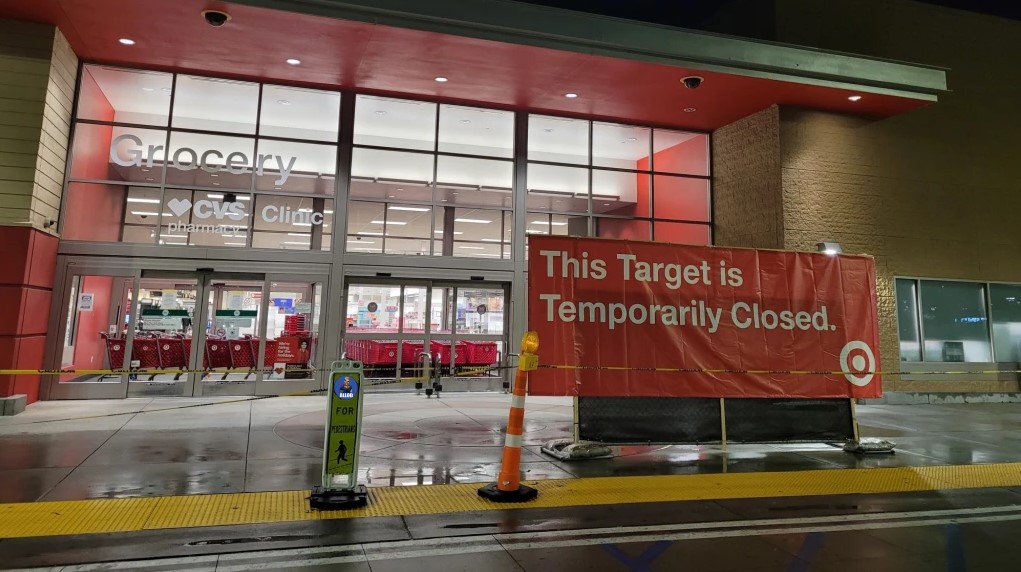 Grocery
CVS
pharmacy
Clinic
This Target is
Temporarily Closed.
FOR
PEDESTRIANS